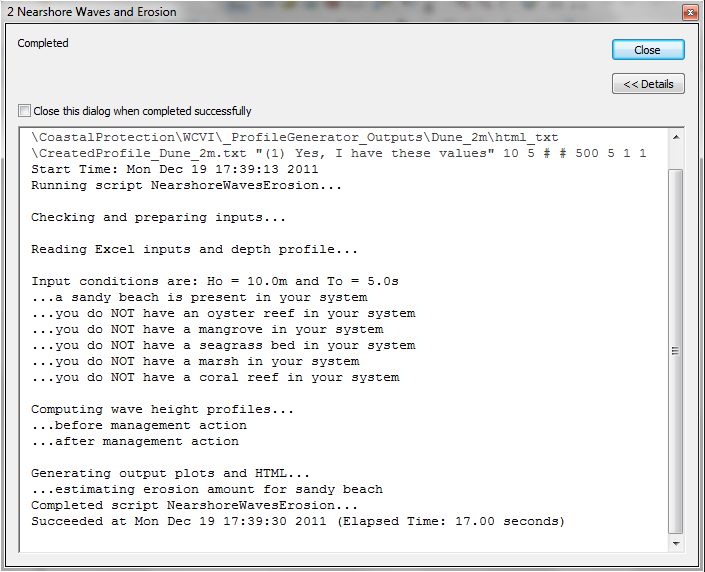 2 Nearshore Waves and Erosion
Completed
Close
<< Details
Close this dialog when completed successfully
\CoastalProtection\WCVI\_ProfileGenerator_Outputs\Dune_2m\html_txt
\CreatedProfile_Dune_2m.txt "(1) Yes, I have these values" 10 5 # # 500 5 1 1
Start Time: Mon Dec 19 17:39:13 2011
Running script NearshoreWavesErosion...
Checking and preparing inputs...
Reading Excel inputs and depth profile...
Input conditions are: Ho = 10.0m and To = 5.0s
...a sandy beach is present in your system
...you do NOT have an oyster reef in your system
...you do NOT have a mangrove in your system
...you do NOT have a seagrass bed in your system
...you do NOT have a marsh in your system
...you do NOT have a coral reef in your system
Computing wave height profiles...
...before management action
...after management action
Generating output plots and HTML...
...estimating erosion amount for sandy beach
Completed script NearshoreWavesErosion...
Succeeded at Mon Dec 19 17:39:30 2011 (Elapsed Time: 17.00 seconds)